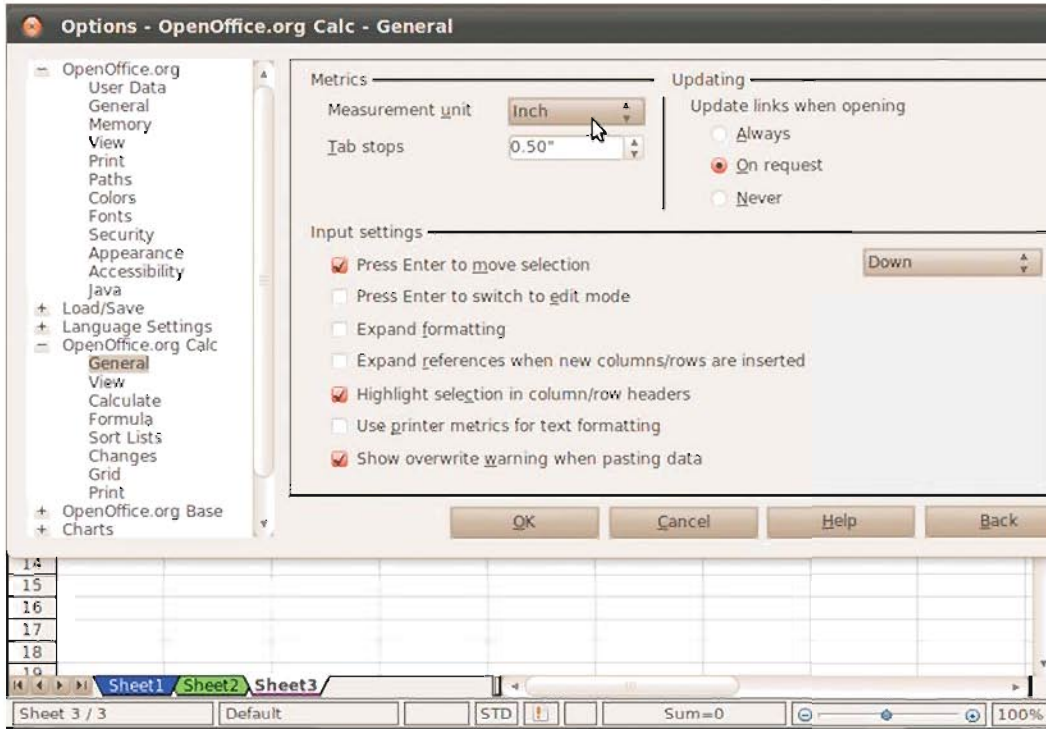 Options - OpenOffice.org Calc - General
OpenOffice.org
User Data
General
Memory
View
Print
Paths
Colors
Fonts
Security
Appearance
Accessibility
Java
Load/Save
Language Settings
OpenOffice.org Calc
General
View
Calculate
Formula
Sort Lists
Changes
Grid
Print
OpenOffice.org Base
Charts
Metrics
Measurement unit Inch
Tab stops 0.50"
Updating
Update links when opening
Always
On request
Never
Input settings
Press Enter to move selection Down
Press Enter to switch to edit mode
Expand formatting
Expand references when new columns/rows are inserted
Highlight selection in column/row headers
Use printer metrics for text formatting
Show overwrite warning when pasting data
OK Cancel Help Back
14
15
16
17
18
19
Sheet1 Sheet2 Sheet3
Sheet 3 / 3 Default STD Sum=0 100%